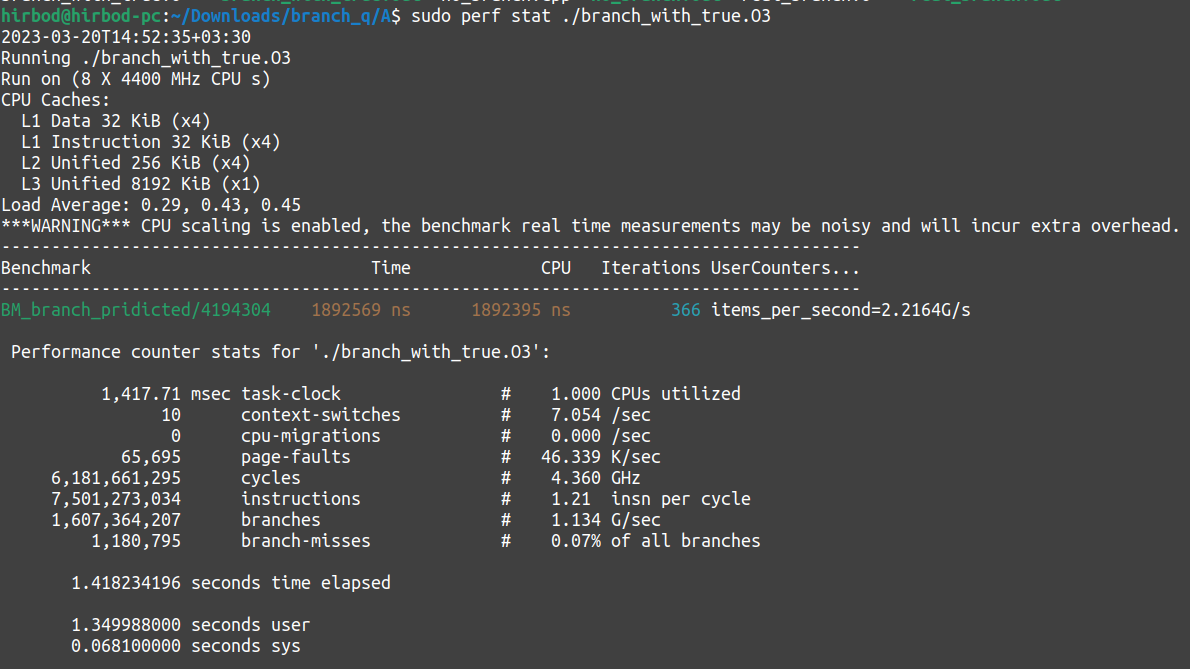 hirbod@hirbod-pc:~/Downloads/branch_q/A$ sudo perf stat ./branch_with_true.O3
2023-03-20T14:52:35+03:30
Running ./branch_with_true.O3
Run on (8 X 4400 MHz CPU s)
CPU Caches:
  L1 Data 32 KiB (x4)
  L1 Instruction 32 KiB (x4)
  L2 Unified 256 KiB (x4)
  L3 Unified 8192 KiB (x1)
Load Average: 0.29, 0.43, 0.45
***WARNING*** CPU scaling is enabled, the benchmark real time measurements may be noisy and will incur extra overhead.
--------------------------------------------------------------------------------------
Benchmark                            Time             CPU   Iterations UserCounters...
--------------------------------------------------------------------------------------
BM_branch_pridicted/4194304    1892569 ns      1892395 ns          366 items_per_second=2.2164G/s
 Performance counter stats for './branch_with_true.O3':
          1,417.71 msec task-clock                #    1.000 CPUs utilized
                10      context-switches          #    7.054 /sec
                 0      cpu-migrations            #    0.000 /sec
            65,695      page-faults               #   46.339 K/sec
     6,181,661,295      cycles                    #    4.360 GHz
     7,501,273,034      instructions              #    1.21  insn per cycle
     1,607,364,207      branches                  #    1.134 G/sec
         1,180,795      branch-misses             #    0.07% of all branches
       1.418234196 seconds time elapsed
       1.349988000 seconds user
       0.068100000 seconds sys